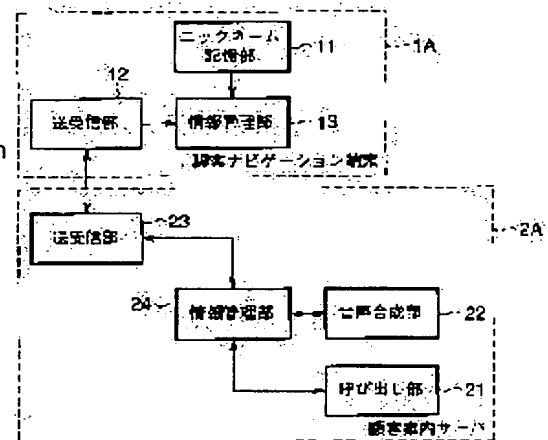 ニックネーム
記憶部
11
1A
12
送受信部
情報管理部
13
顧客ナビゲーション端末
送受信部
23
2A
24
情報管理部
音声合成部
22
呼び出し部
21
顧客案内サーバ